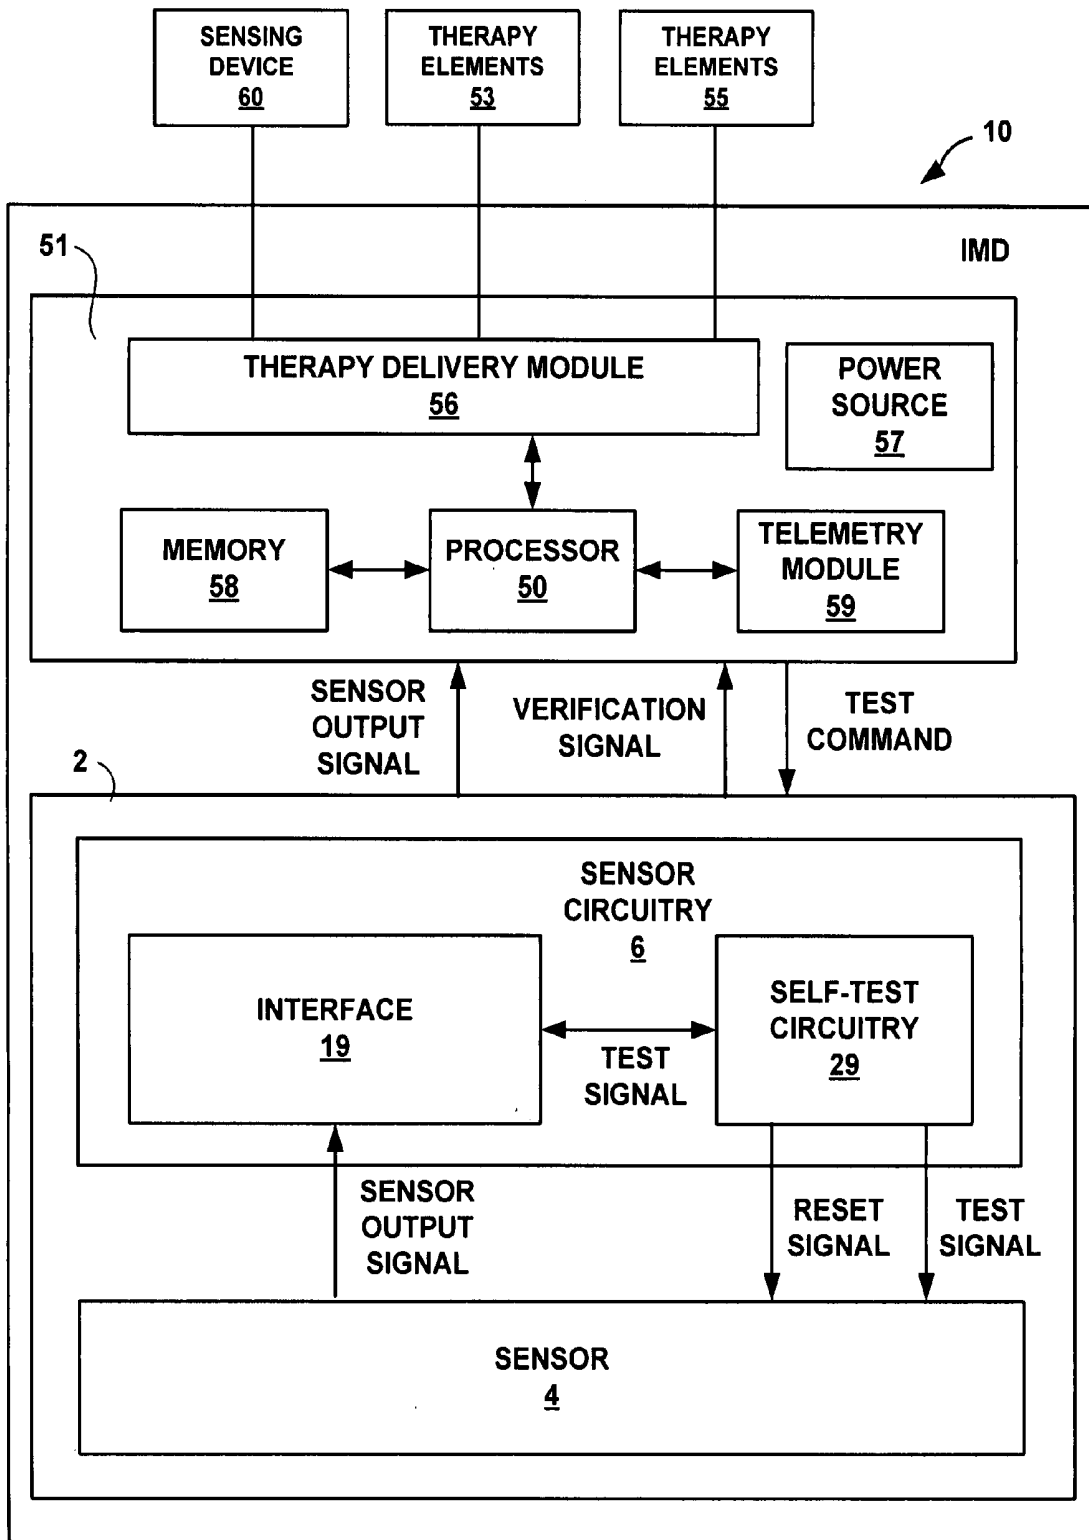 SENSING
DEVICE
60
THERAPY
ELEMENTS
53
THERAPY
ELEMENTS
55
10
51
IMD
THERAPY DELIVERY MODULE
56
POWER
SOURCE
57
MEMORY
58
PROCESSOR
50
TELEMETRY
MODULE
59
SENSOR
OUTPUT
SIGNAL
VERIFICATION
SIGNAL
TEST
COMMAND
2
SENSOR
CIRCUITRY
6
INTERFACE
19
TEST
SIGNAL
SELF-TEST
CIRCUITRY
29
SENSOR
OUTPUT
SIGNAL
RESET
SIGNAL
TEST
SIGNAL
SENSOR
4